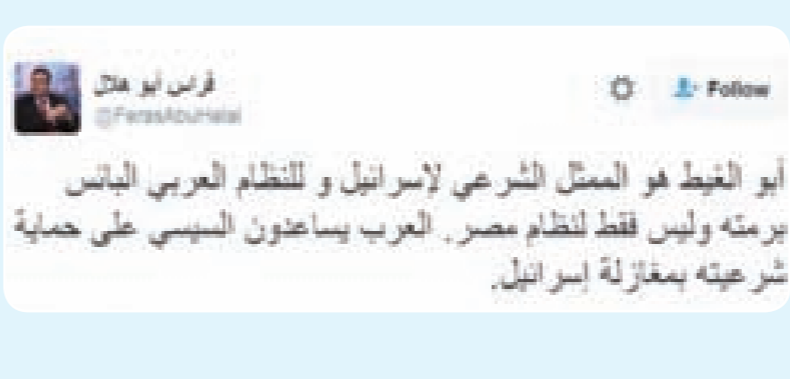 فراس أبو هلال
Follow
@FerasAbuHelal
أبو الغيط هو الممثل الشرعي لإسرائيل و للنظام العربي البائس
برمته وليس فقط لنظام مصر. العرب يساعدون السيسي على حماية
شرعيته بمغازلة إسرائيل.